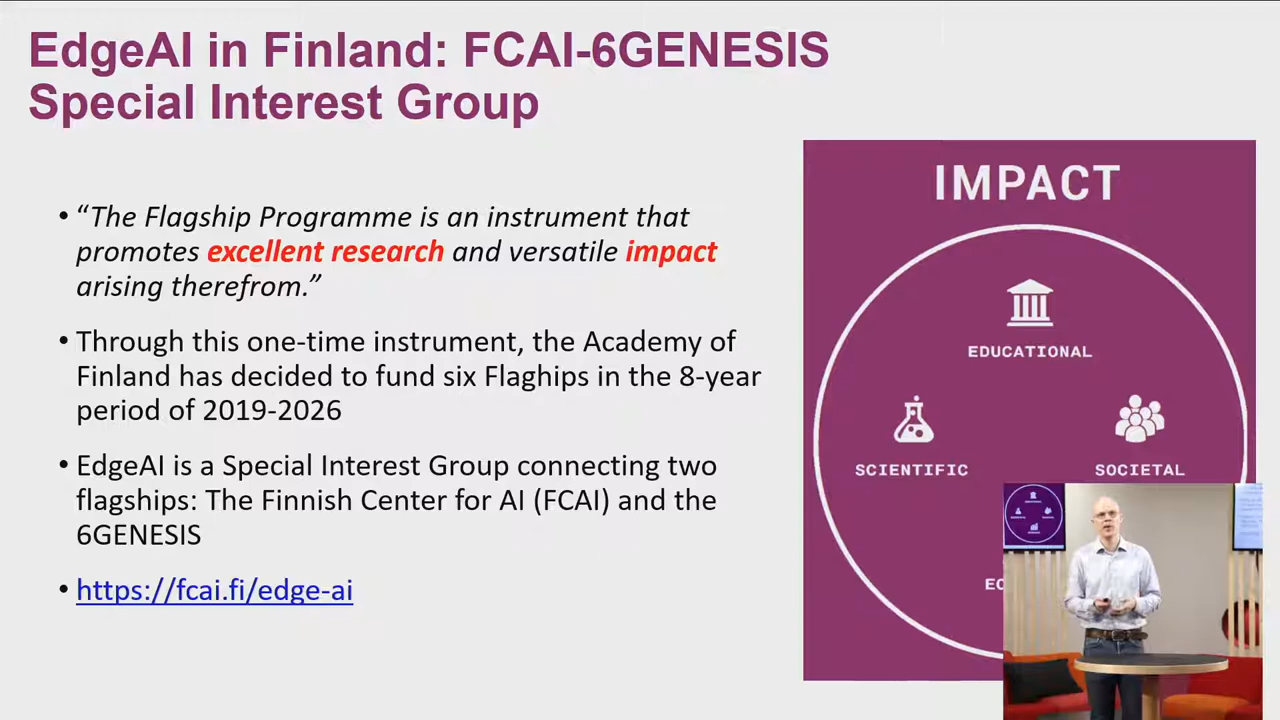 EdgeAI in Finland: FCAI-6GENESIS
Special Interest Group
• “The Flagship Programme is an instrument that
promotes excellent research and versatile impact
arising therefrom.”
• Through this one-time instrument, the Academy of
Finland has decided to fund six Flaghips in the 8-year
period of 2019-2026
• EdgeAI is a Special Interest Group connecting two
flagships: The Finnish Center for AI (FCAI) and the
6GENESIS
• https://fcai.fi/edge-ai
IMPACT
EDUCATIONAL
SCIENTIFIC
SOCIETAL